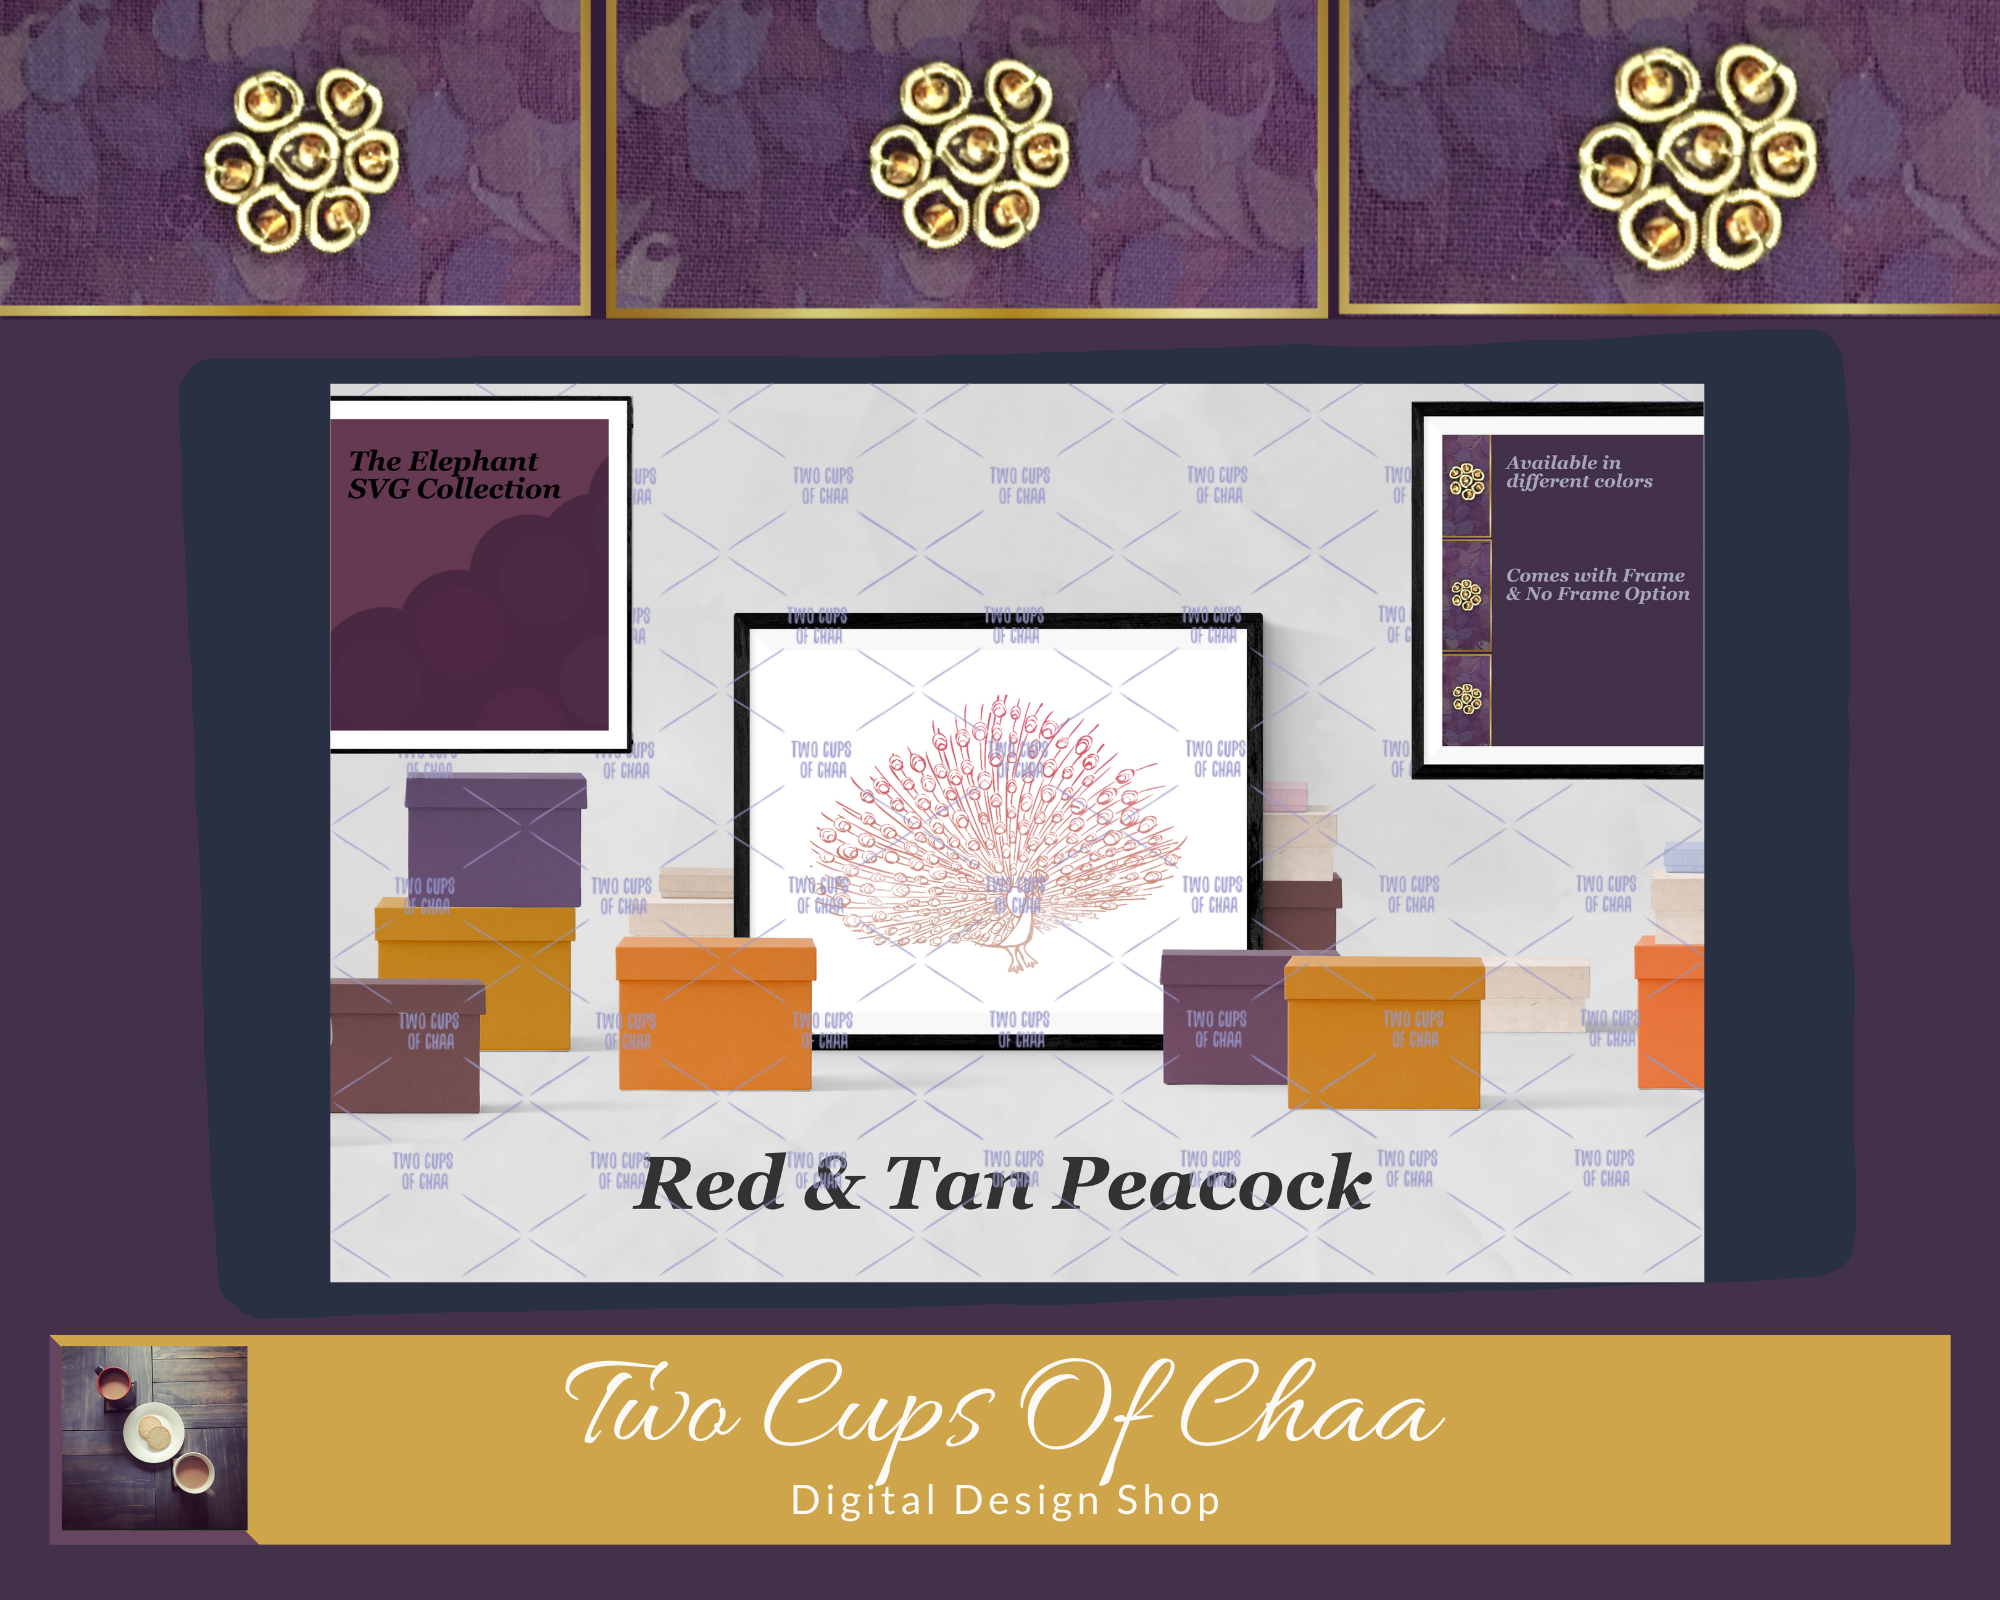 The Elephant
SVG Collection
Available in
different colors
Comes with Frame
& No Frame Option
TWO CUPS
OF CHAA
Red & Tan Peacock
Two Cups Of Chaa
Digital Design Shop